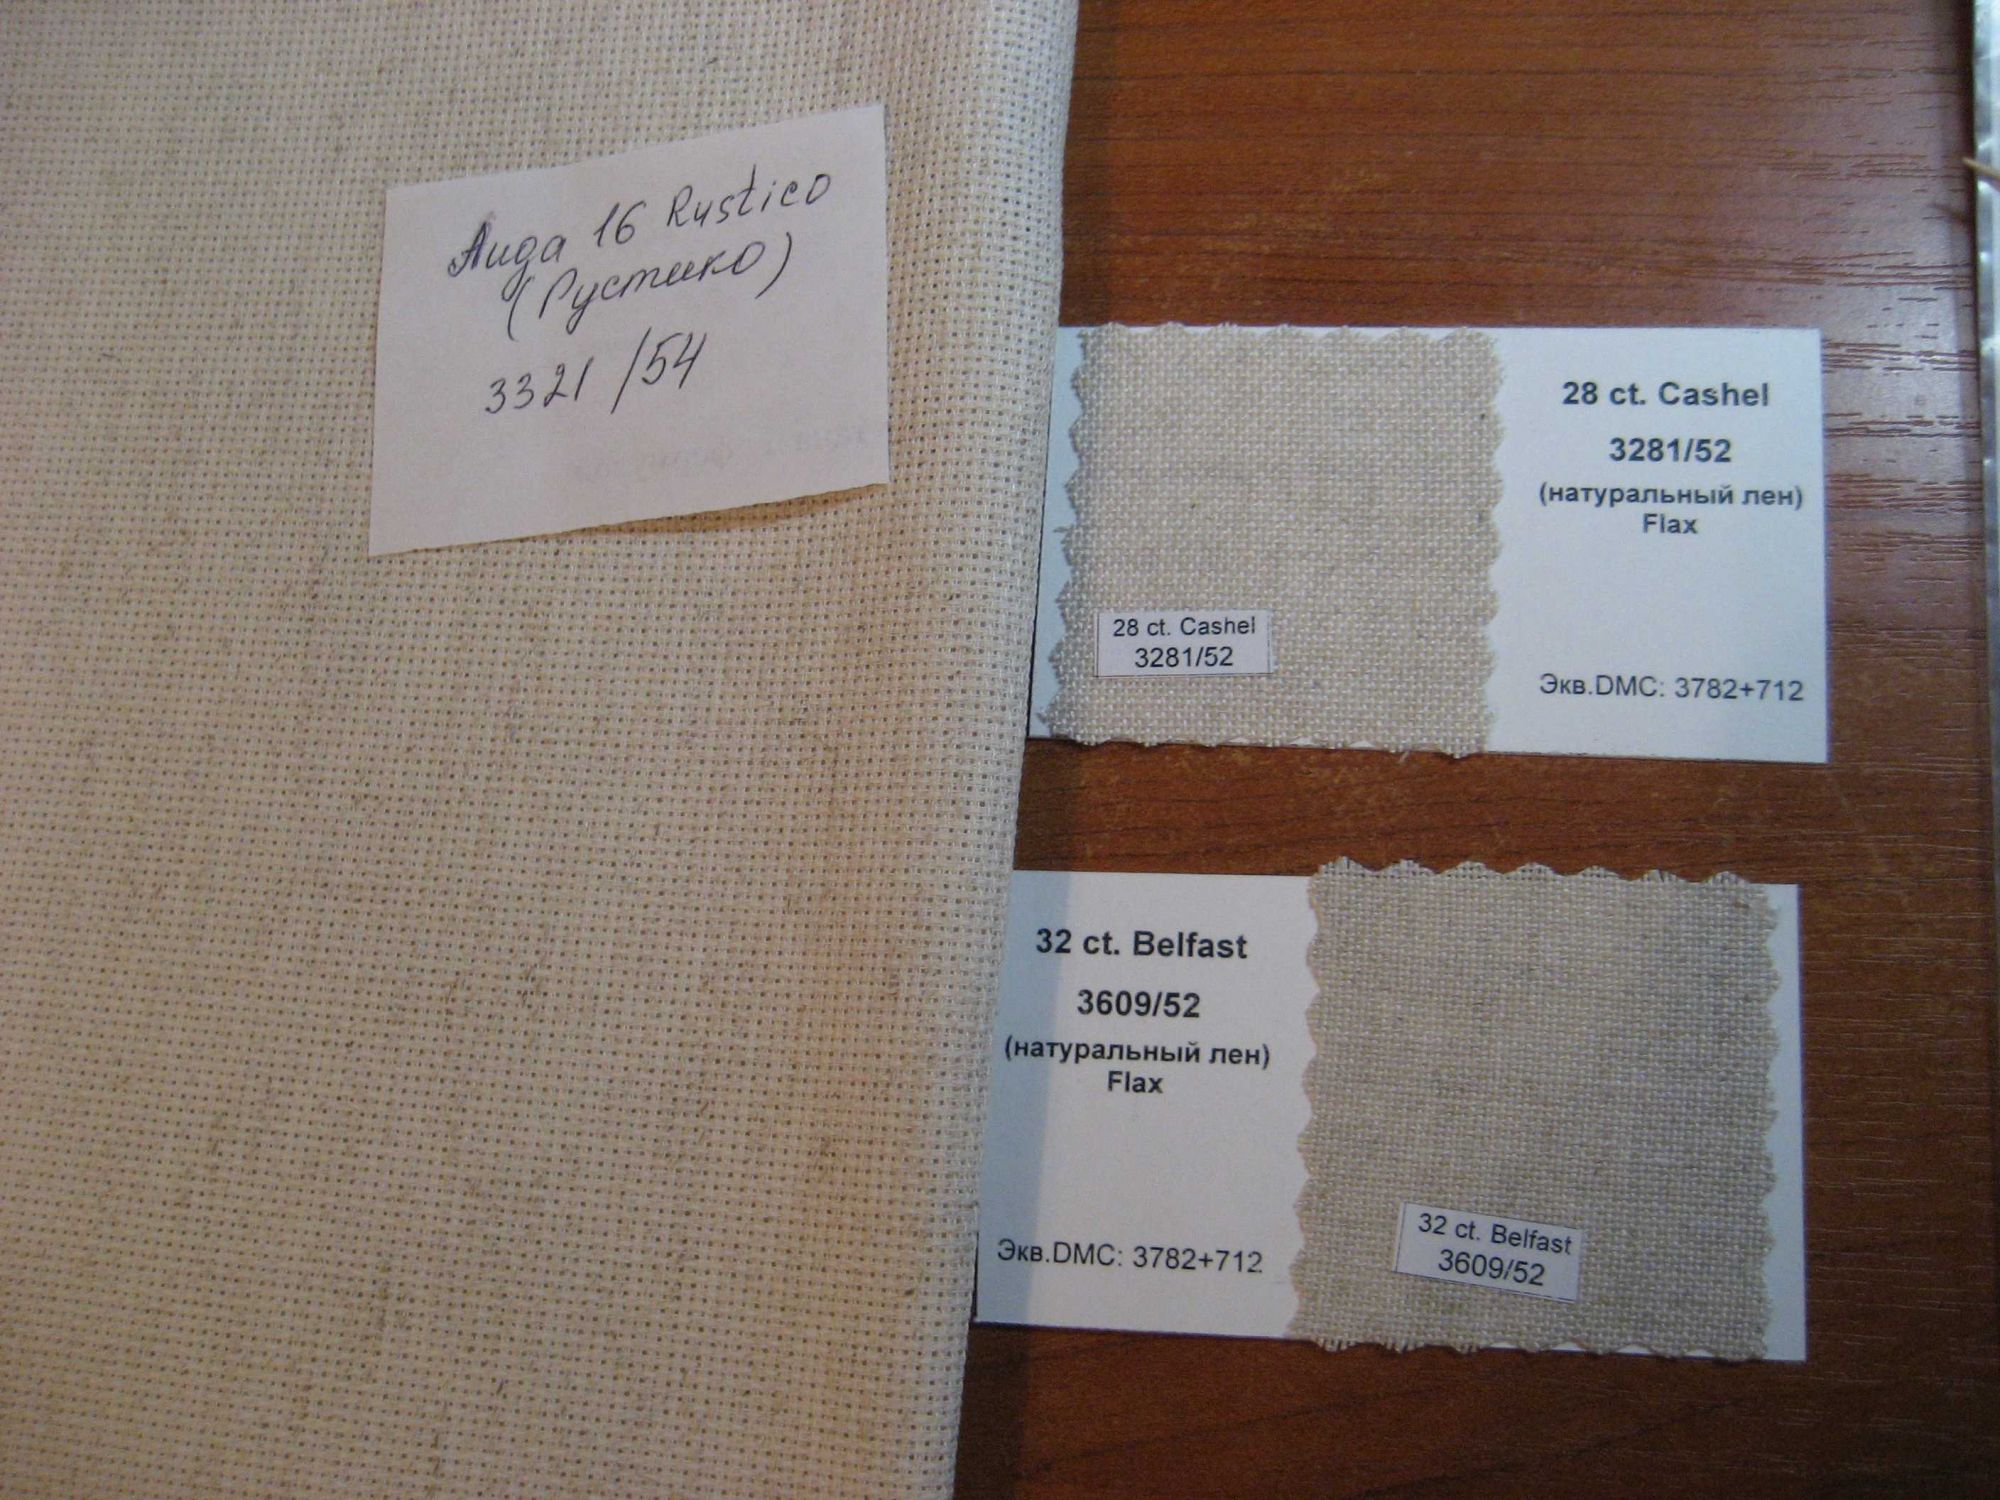 Аида 16 Rustico
(Рустико)
3321/54
28 ct. Cashel
3281/52
(натуральный лен)
Flax
Экв.DMC: 3782+712
28 ct. Cashel
3281/52
32 ct. Belfast
3609/52
(натуральный лен)
Flax
Экв.DMC: 3782+712
32 ct. Belfast
3609/52